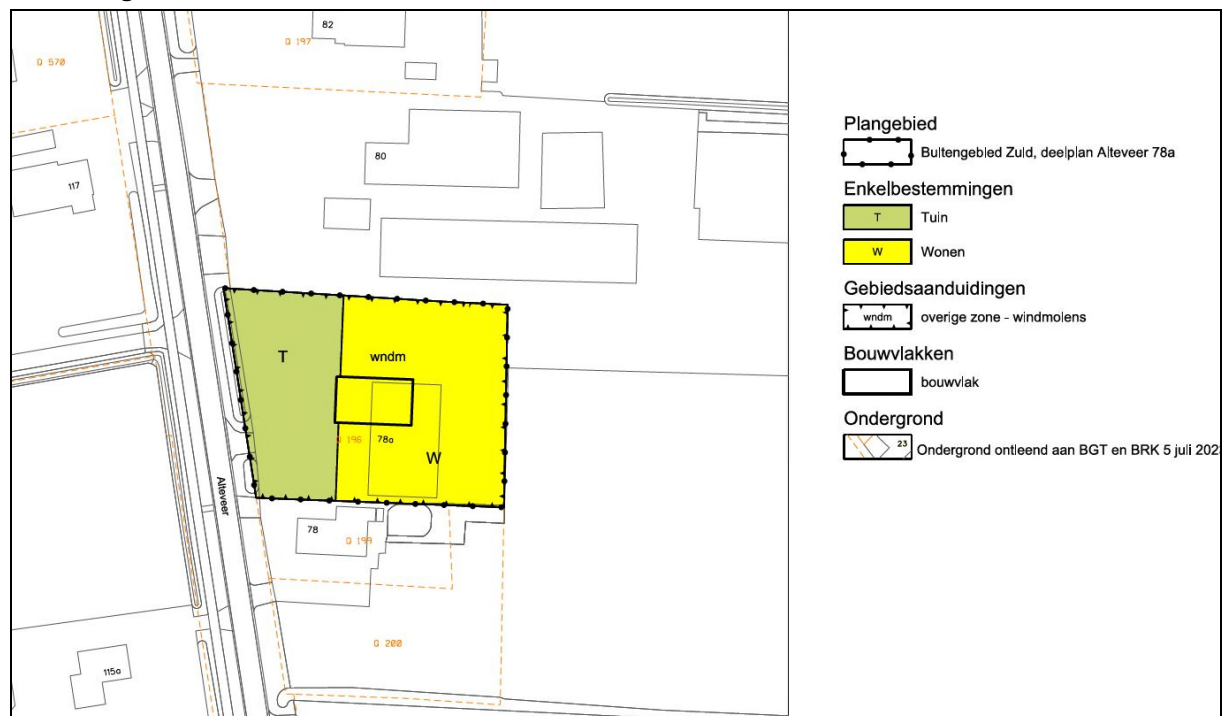 82
Q 197
Q 570
80
117
T
wndm
Q 196
78a
W
Alteveer
78
Q 199
Q 200
115a
Plangebied
Buitengebied Zuid, deelplan Alteveer 78a
Enkelbestemmingen
T Tuin
W Wonen
Gebiedsaanduidingen
wndm overige zone - windmolens
Bouwvlakken
bouwvlak
Ondergrond
23 Ondergrond ontleend aan BGT en BRK 5 juli 202